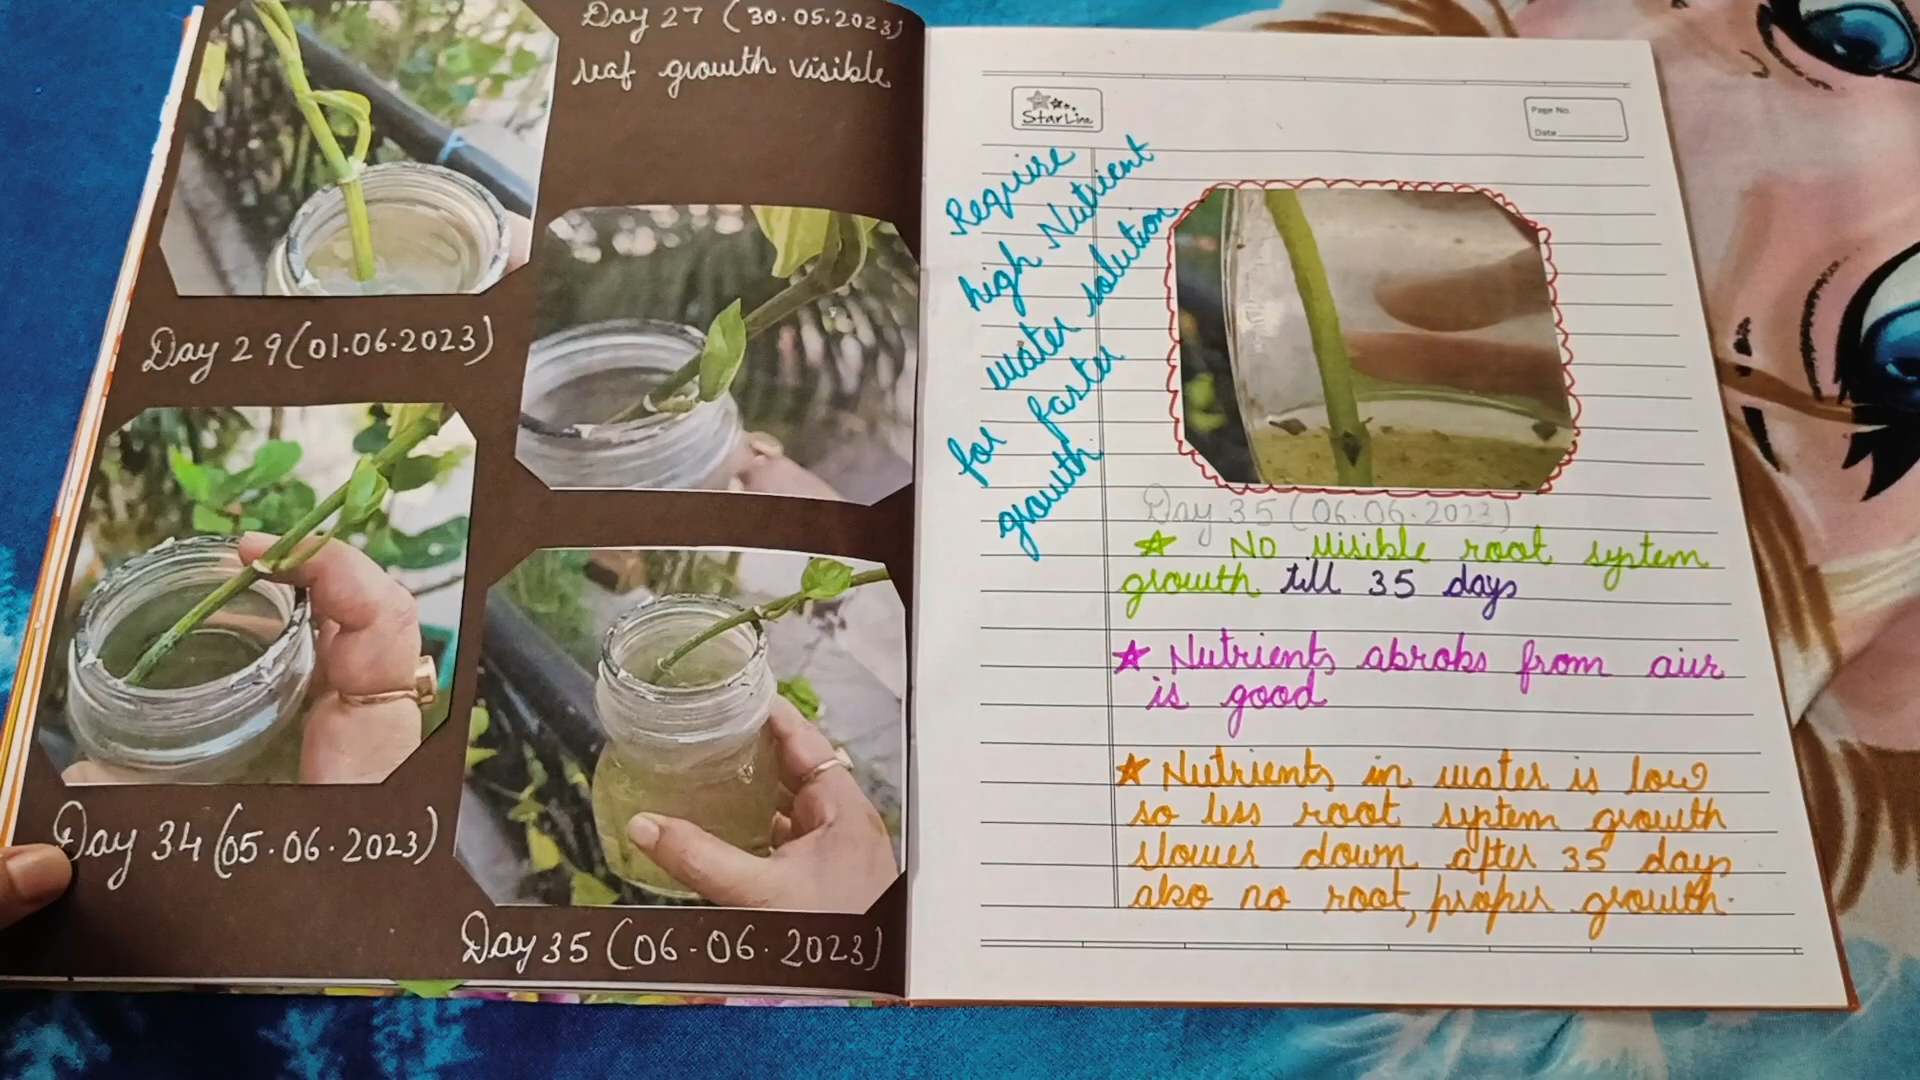 Day 27 (30.05.2023)
leaf growth visible
Day 29 (01.06.2023)
Day 34 (05.06.2023)
Day 35 (06.06.2023)
StarLine
Page No.
Date
Require
high Nutrient
water solution
for faster
growth
Day 35 (06.06.2023)
No visible root system
growth till 35 days
Nutrients abrobs from air
is good
Nutrients in water is low
so less root system growth
slower down after 35 days
also no root, proper growth.